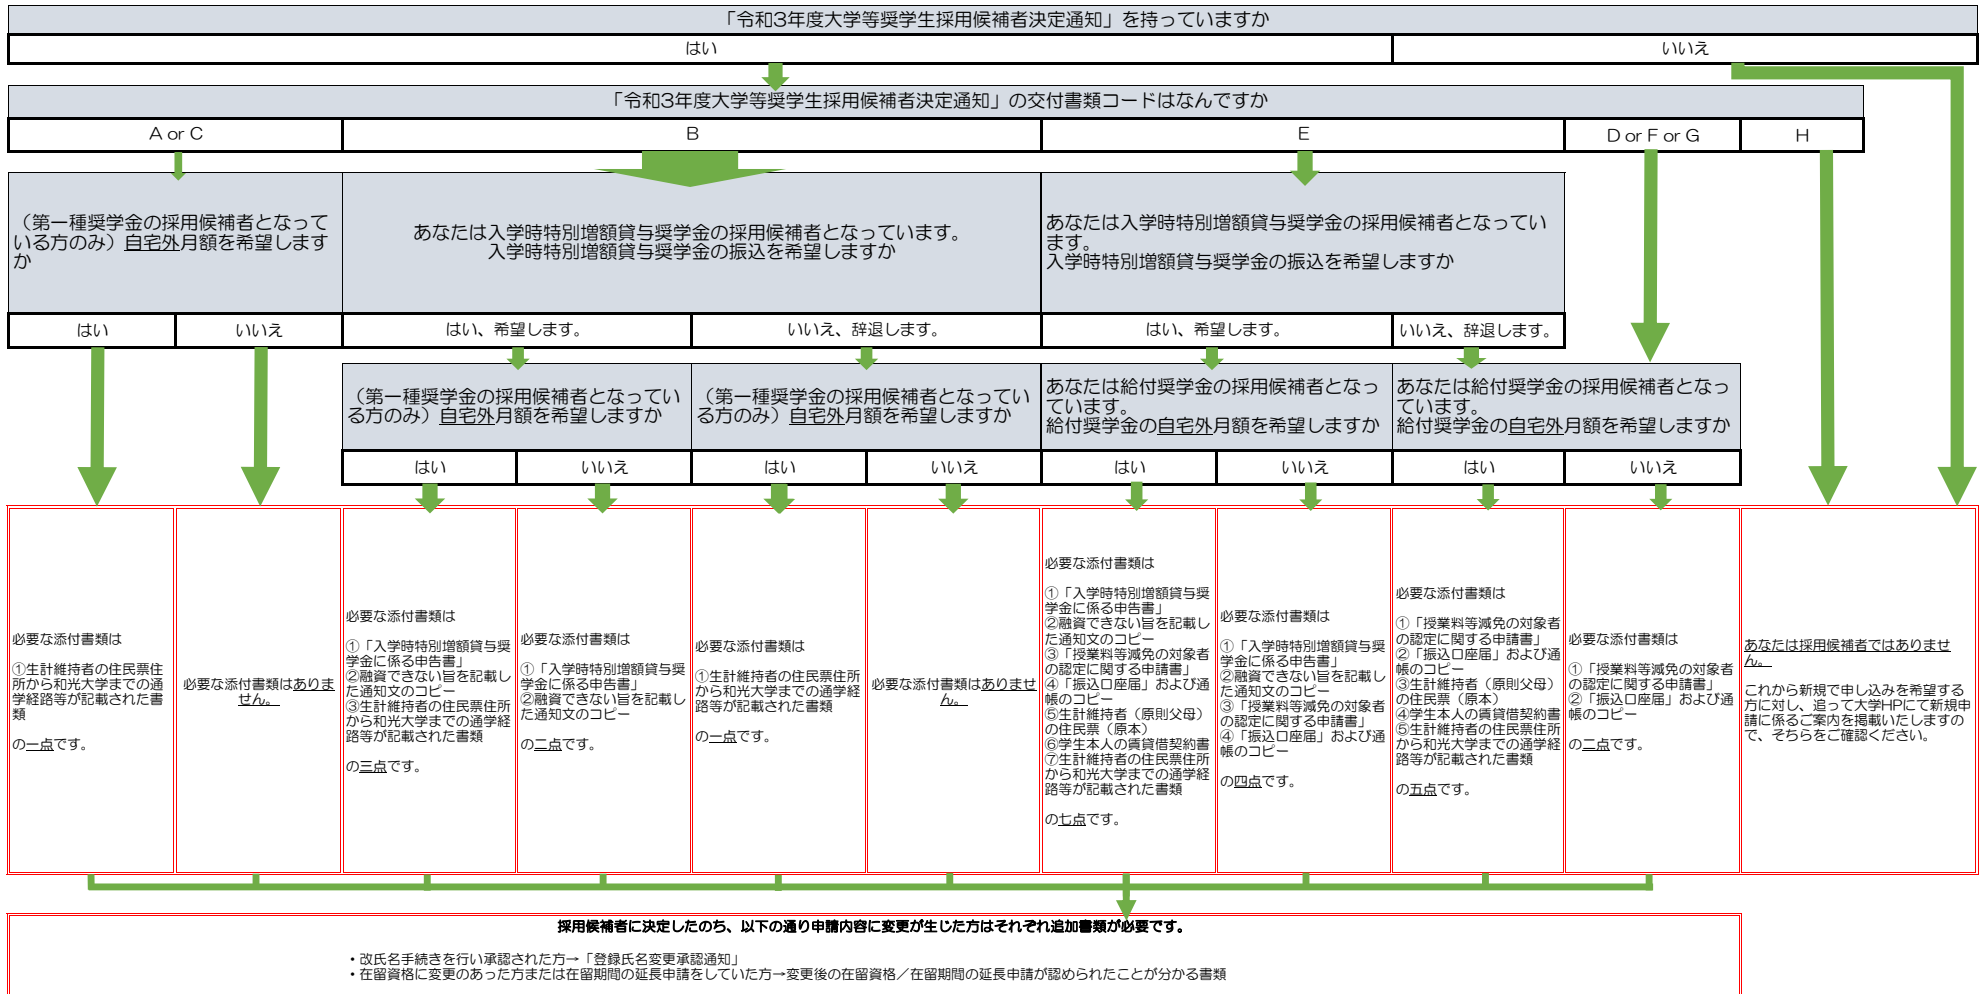 「令和3年度大学等奨学生採用候補者決定通知」を持っていますか
はい
いいえ
「令和3年度大学等奨学生採用候補者決定通知」の交付書類コードはなんですか
A or C
B
E
D or F or G
H
（第一種奨学金の採用候補者となって
いる方のみ）自宅外月額を希望します
か
あなたは入学時特別増額貸与奨学金の採用候補者となっています。
入学時特別増額貸与奨学金の振込を希望しますか
あなたは入学時特別増額貸与奨学金の採用候補者となってい
ます。
入学時特別増額貸与奨学金の振込を希望しますか
はい
いいえ
はい、希望します。
いいえ、辞退します。
はい、希望します。
いいえ、辞退します。
（第一種奨学金の採用候補者となってい
る方のみ）自宅外月額を希望しますか
（第一種奨学金の採用候補者となってい
る方のみ）自宅外月額を希望しますか
あなたは給付奨学金の採用候補者となっ
ています。
給付奨学金の自宅外月額を希望しますか
あなたは給付奨学金の採用候補者となっ
ています。
給付奨学金の自宅外月額を希望しますか
はい
いいえ
はい
いいえ
はい
いいえ
はい
いいえ
必要な添付書類は
①生計維持者の住民票住
所から和光大学までの通
学経路等が記載された書
類
の一点です。
必要な添付書類はありま
せん。
必要な添付書類は
①「入学時特別増額貸与奨
学金に係る申告書」
②融資できない旨を記載し
た通知文のコピー
③生計維持者の住民票住所
から和光大学までの通学経
路等が記載された書類
の三点です。
必要な添付書類は
①「入学時特別増額貸与奨
学金に係る申告書」
②融資できない旨を記載し
た通知文のコピー
の二点です。
必要な添付書類は
①生計維持者の住民票住所
から和光大学までの通学経
路等が記載された書類
の一点です。
必要な添付書類はありませ
ん。
必要な添付書類は
①「入学時特別増額貸与奨
学金に係る申告書」
②融資できない旨を記載し
た通知文のコピー
③「授業料等減免の対象者
の認定に関する申請書」
④「振込口座届」および通
帳のコピー
⑤生計維持者（原則父母）
の住民票（原本）
⑥学生本人の賃貸借契約書
⑦生計維持者の住民票住所
から和光大学までの通学経
路等が記載された書類
の七点です。
必要な添付書類は
①「入学時特別増額貸与奨
学金に係る申告書」
②融資できない旨を記載し
た通知文のコピー
③「授業料等減免の対象者
の認定に関する申請書」
④「振込口座届」および通
帳のコピー
の四点です。
必要な添付書類は
①「授業料等減免の対象者
の認定に関する申請書」
②「振込口座届」および通
帳のコピー
③生計維持者（原則父母）
の住民票（原本）
④学生本人の賃貸借契約書
⑤生計維持者の住民票住所
から和光大学までの通学経
路等が記載された書類
の五点です。
必要な添付書類は
①「授業料等減免の対象者
の認定に関する申請書」
②「振込口座届」および通
帳のコピー
の二点です。
あなたは採用候補者ではありませ
ん。
これから新規で申し込みを希望する
方に対し、追って大学HPにて新規申
請に係るご案内を掲載いたしますの
で、そちらをご確認ください。
採用候補者に決定したのち、以下の通り申請内容に変更が生じた方はそれぞれ追加書類が必要です。
・改氏名手続きを行い承認された方→「登録氏名変更承認通知」
・在留資格に変更のあった方または在留期間の延長申請をしていた方→変更後の在留資格／在留期間の延長申請が認められたことが分かる書類